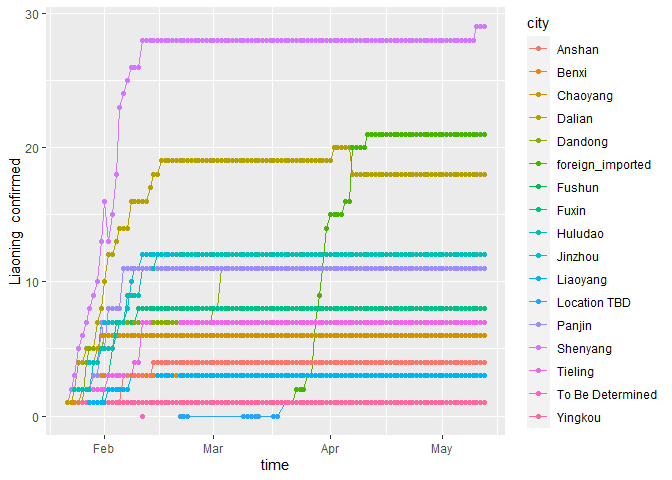 30
20
10
0
Liaoning confirmed
Feb
Mar
Apr
May
time
city
Anshan
Benxi
Chaoyang
Dalian
Dandong
foreign_imported
Fushun
Fuxin
Huludao
Jinzhou
Liaoyang
Location TBD
Panjin
Shenyang
Tieling
To Be Determined
Yingkou